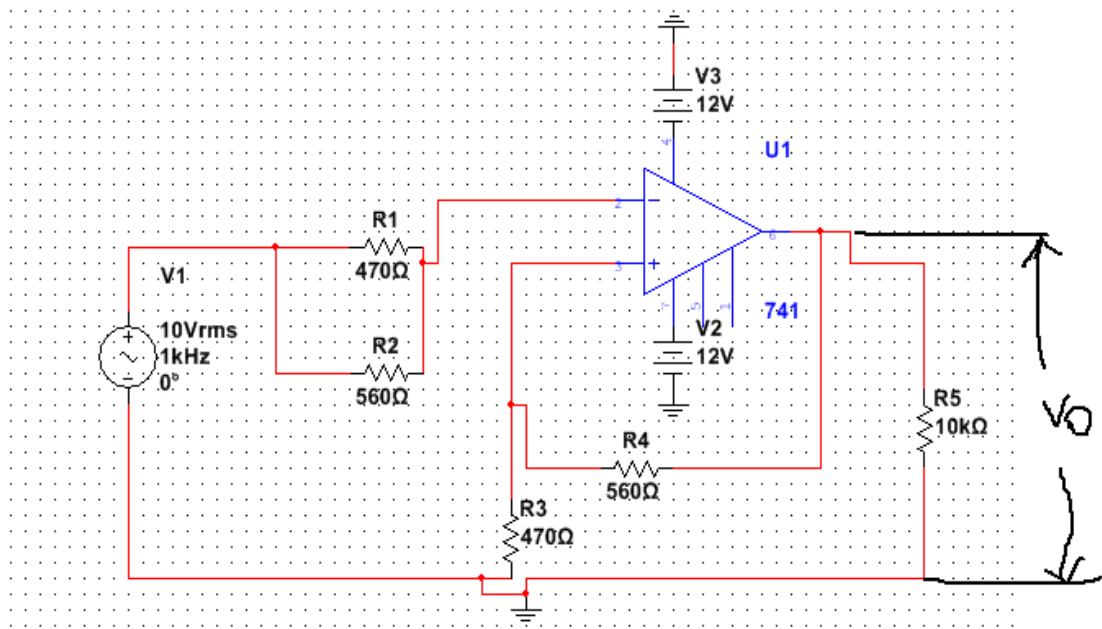 V3
12V
4
U1
2
R1
470Ω
6
V1
3
7
5
1
741
10Vrms
1kHz
0°
V2
12V
R2
560Ω
R5
10kΩ
VO
R4
560Ω
R3
470Ω